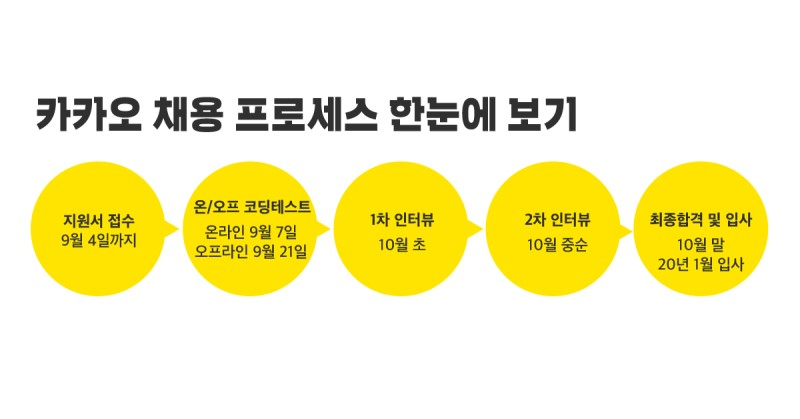 카카오 채용 프로세스 한눈에 보기
지원서 접수
9월 4일까지
온/오프 코딩테스트
온라인 9월 7일
오프라인 9월 21일
1차 인터뷰
10월 초
2차 인터뷰
10월 중순
최종합격 및 입사
10월 말
20년 1월 입사